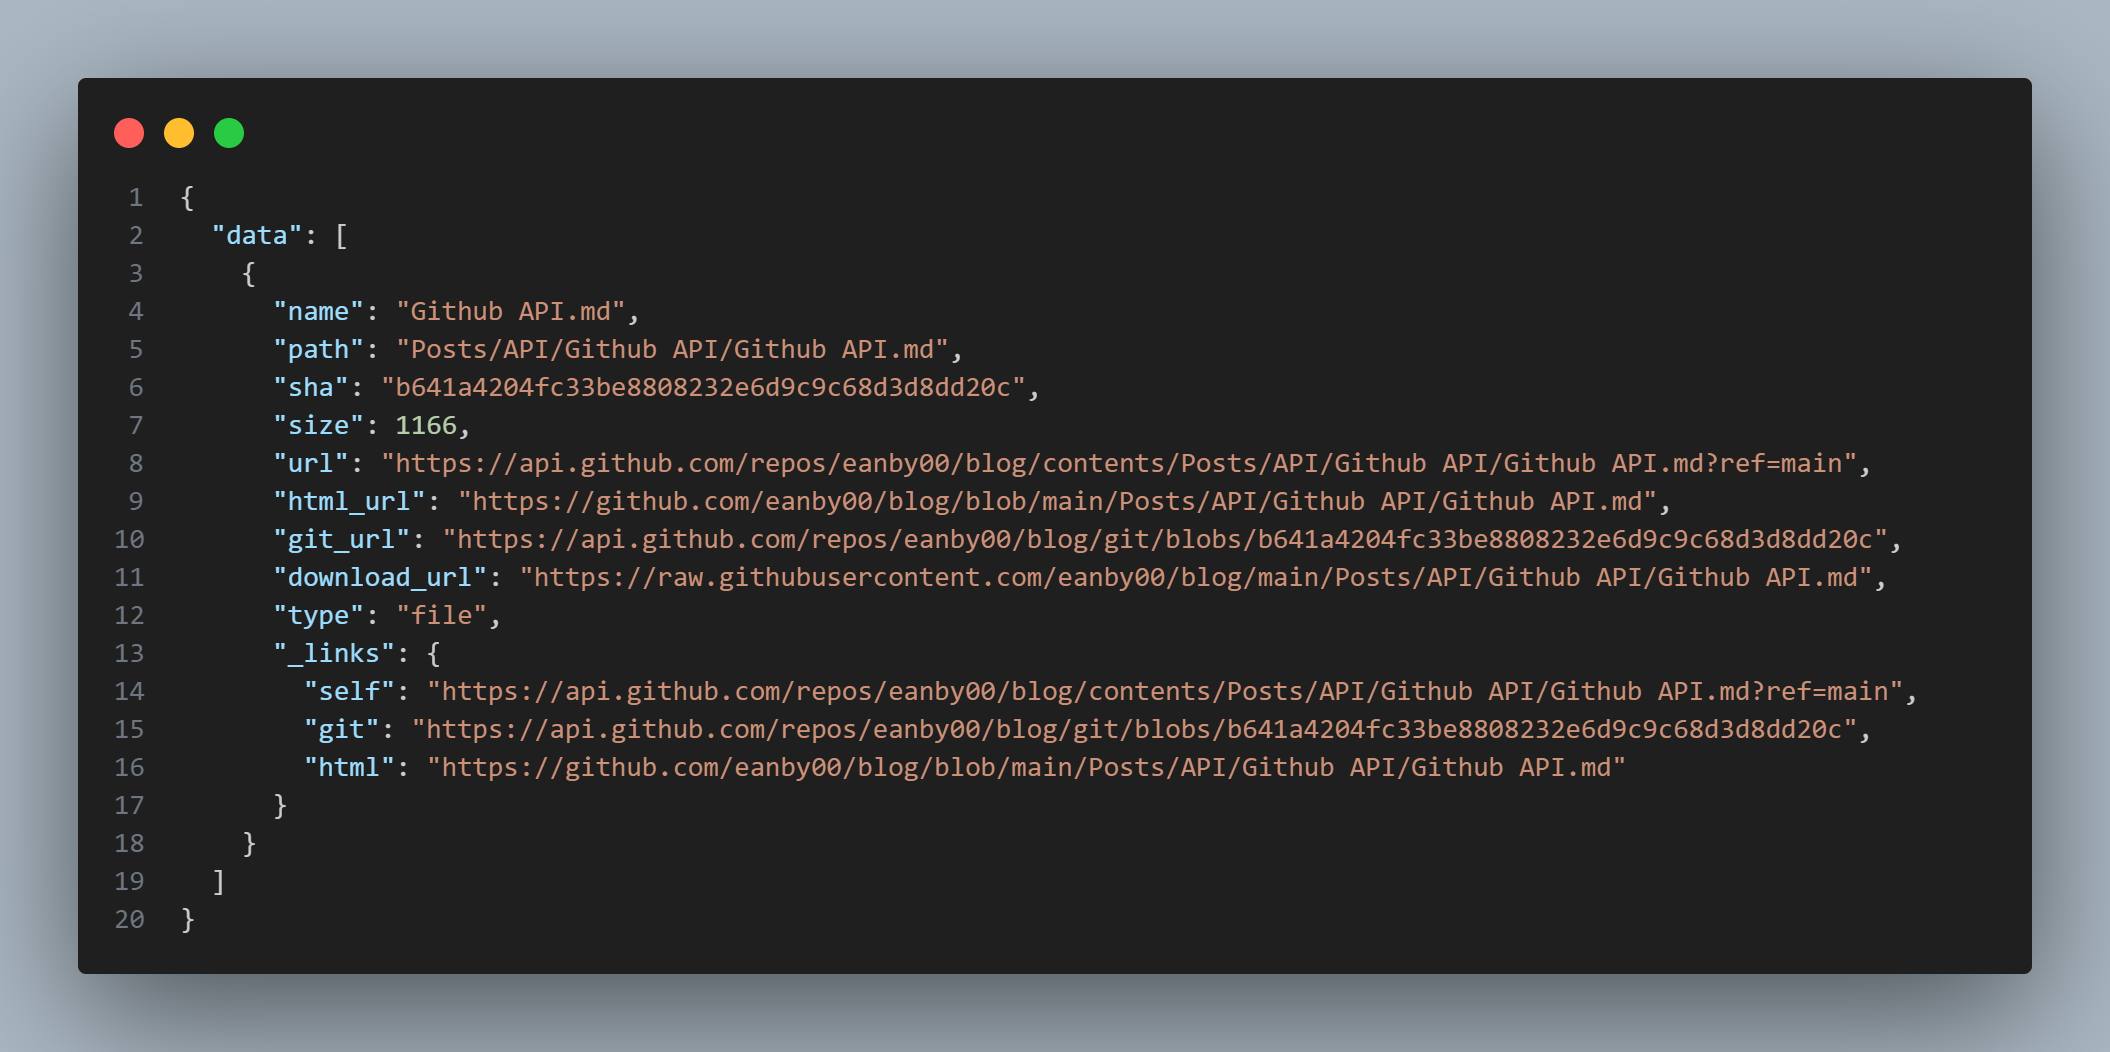 1 {
2   "data": [
3     {
4       "name": "Github API.md",
5       "path": "Posts/API/Github API/Github API.md",
6       "sha": "b641a4204fc33be8808232e6d9c9c68d3d8dd20c",
7       "size": 1166,
8       "url": "https://api.github.com/repos/eanby00/blog/contents/Posts/API/Github API/Github API.md?ref=main",
9       "html_url": "https://github.com/eanby00/blog/blob/main/Posts/API/Github API/Github API.md",
10       "git_url": "https://api.github.com/repos/eanby00/blog/git/blobs/b641a4204fc33be8808232e6d9c9c68d3d8dd20c",
11       "download_url": "https://raw.githubusercontent.com/eanby00/blog/main/Posts/API/Github API/Github API.md",
12       "type": "file",
13       "_links": {
14         "self": "https://api.github.com/repos/eanby00/blog/contents/Posts/API/Github API/Github API.md?ref=main",
15         "git": "https://api.github.com/repos/eanby00/blog/git/blobs/b641a4204fc33be8808232e6d9c9c68d3d8dd20c",
16         "html": "https://github.com/eanby00/blog/blob/main/Posts/API/Github API/Github API.md"
17       }
18     }
19   ]
20 }